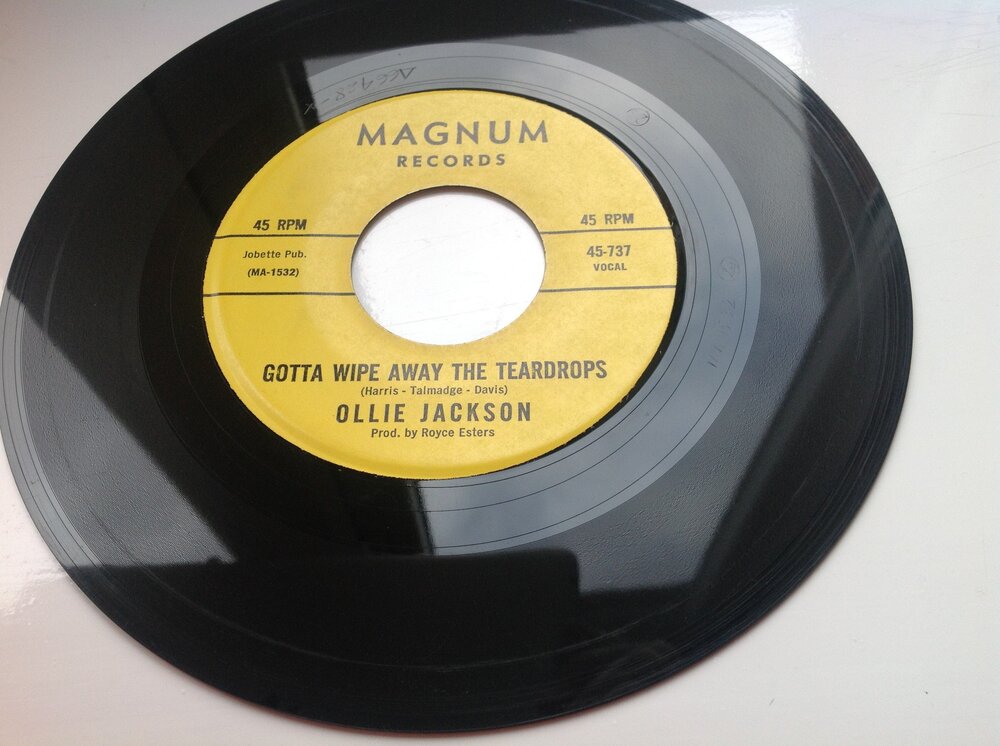 MAGNUM
RECORDS
45 RPM
45 RPM
Jobette Pub.
(MA-1532)
45-737
VOCAL
GOTTA WIPE AWAY THE TEARDROPS
(Harris - Talmadge - Davis)
OLLIE JACKSON
Prod. by Royce Esters